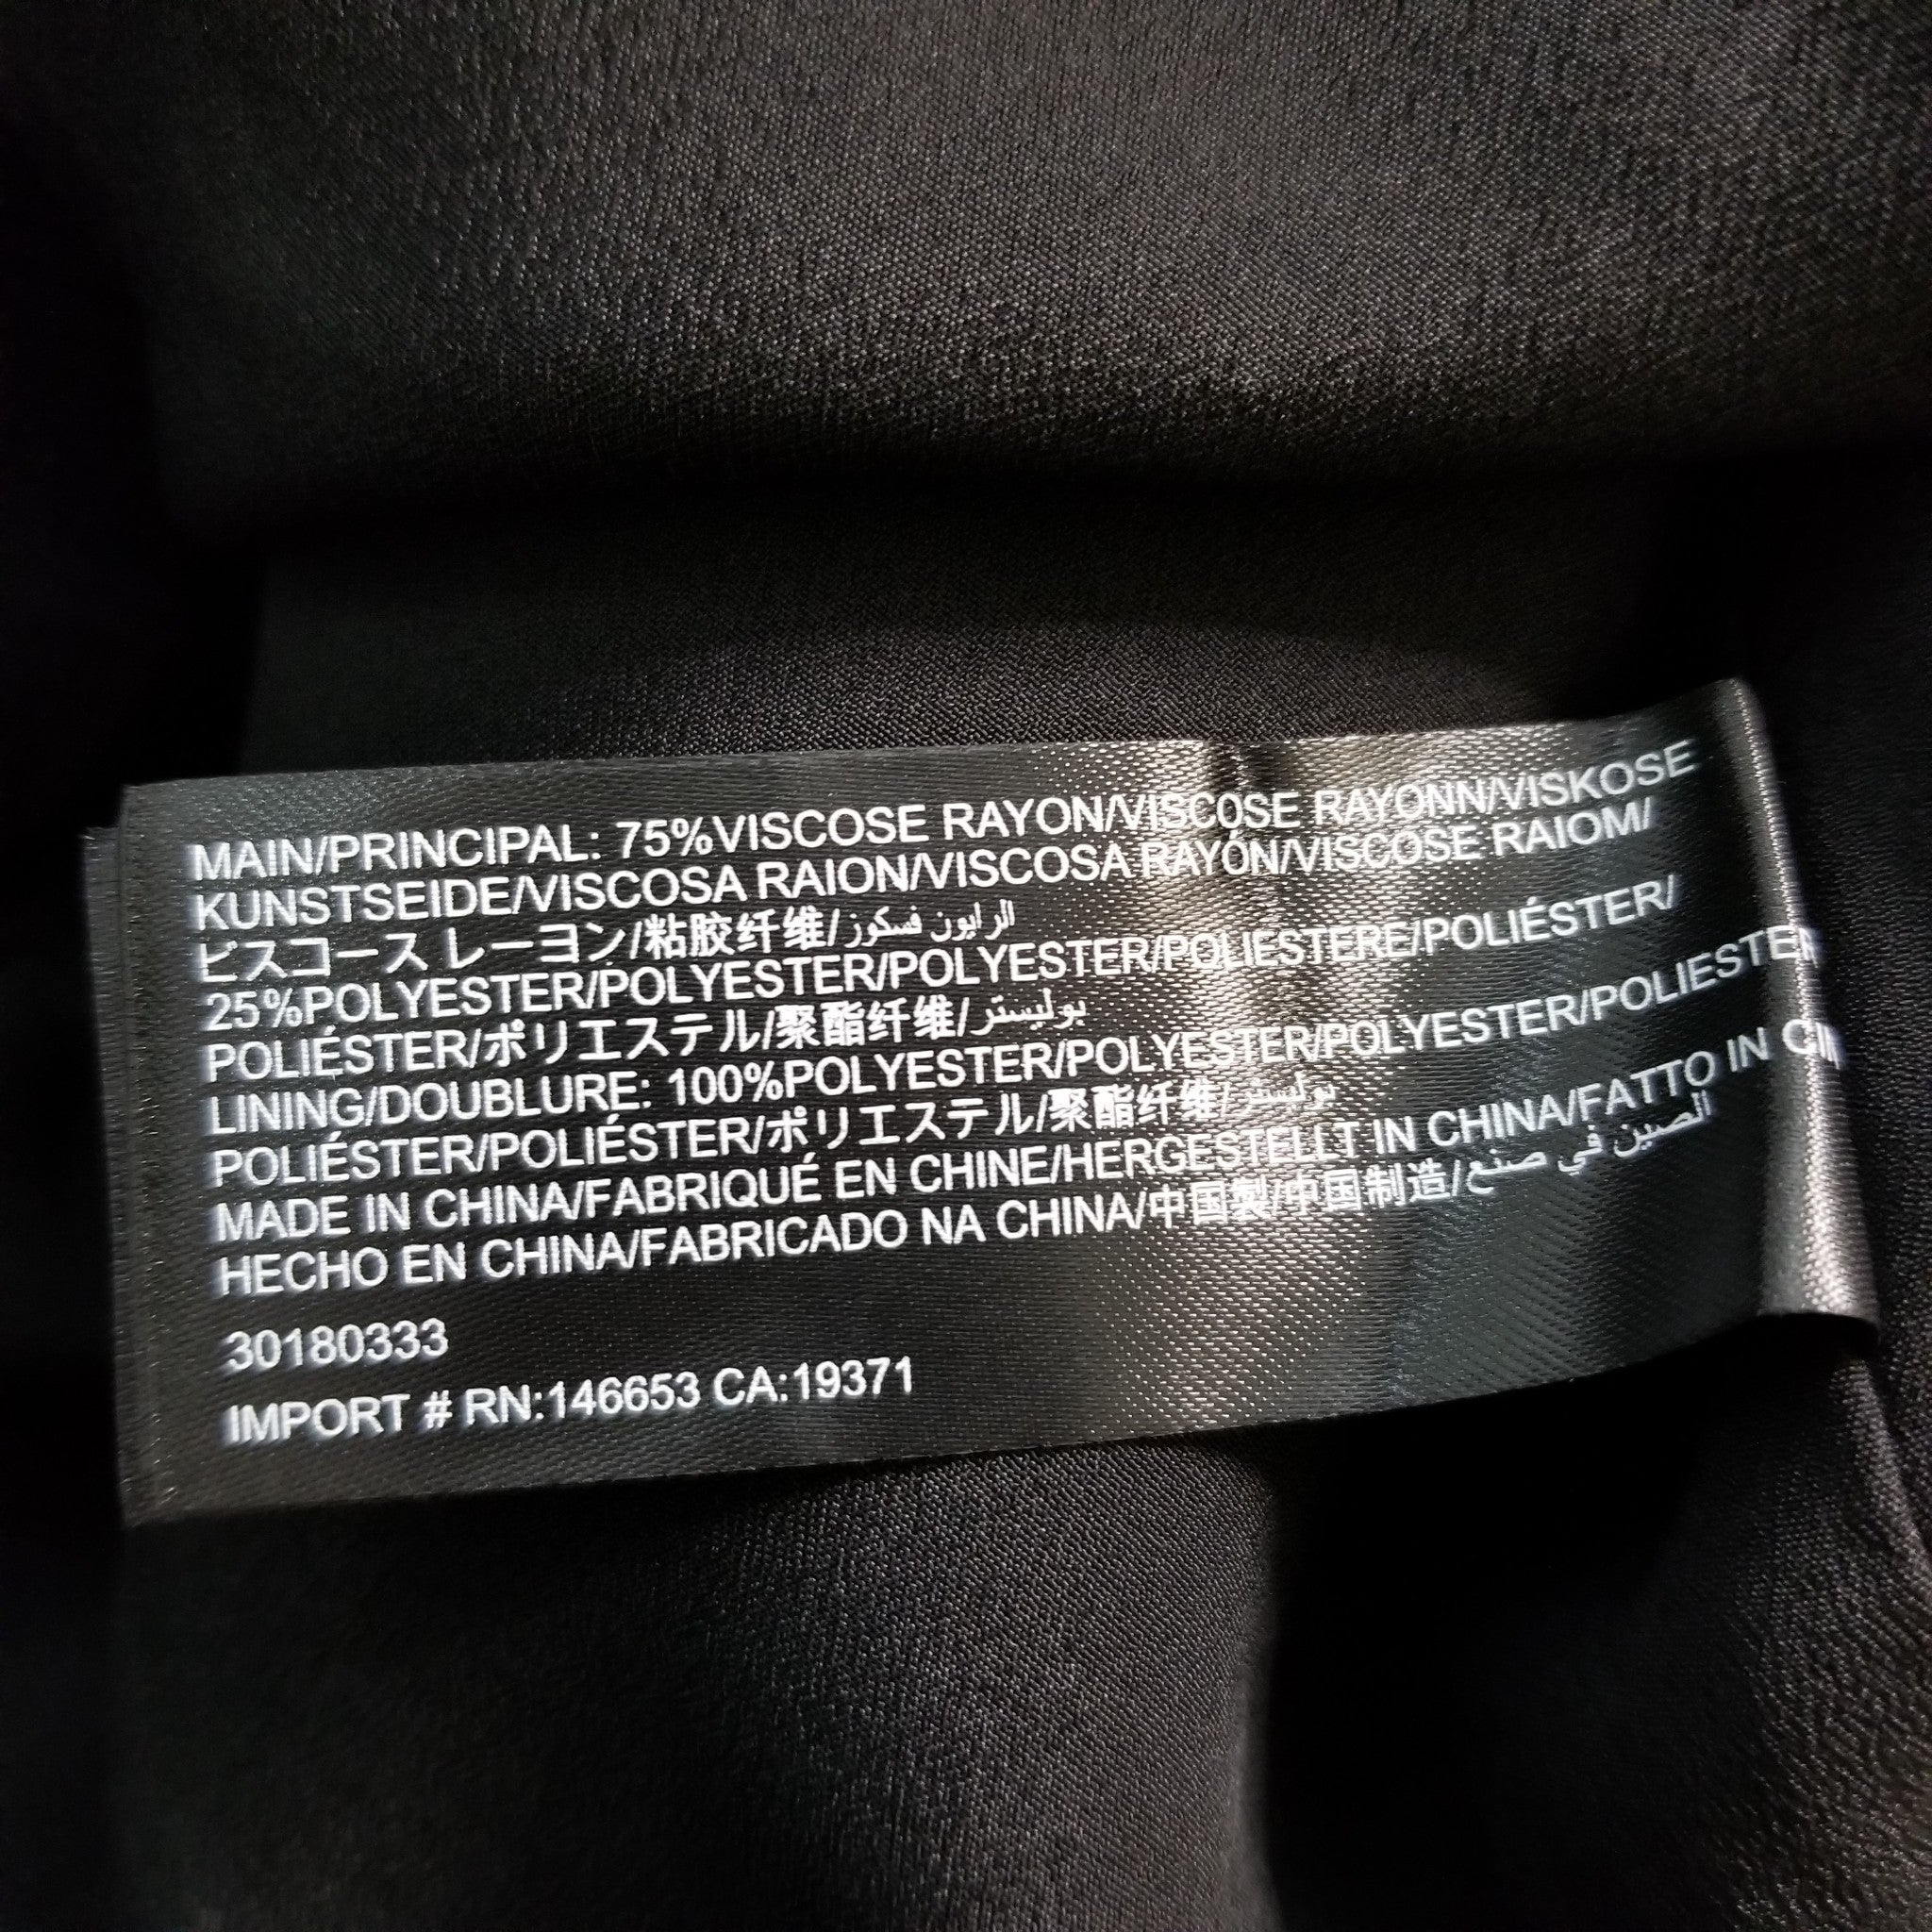 MAIN/PRINCIPAL: 75%VISCOSE RAYON/VISCOSE RAYONN/VISKOSE
KUNSTSEIDE/VISCOSA RAION/VISCOSA RAYÓN/VISCOSE RAIOM/
ビスコース レーヨン/粘胶纤维/الرايون فسكوز
25%POLYESTER/POLYESTER/POLYESTER/POLIESTERE/POLIÉSTER/
POLIÉSTER/ポリエステル/聚酯纤维/بوليستر
LINING/DOUBLURE: 100%POLYESTER/POLYESTER/POLYESTER/POLIESTER
POLIÉSTER/POLIÉSTER/ポリエステル/聚酯纤维/بوليستر
MADE IN CHINA/FABRIQUÉ EN CHINE/HERGESTELLT IN CHINA/FATTO IN
HECHO EN CHINA/FABRICADO NA CHINA/中国製/中国制造/الصين في صنع
30180333
IMPORT # RN:146653 CA:19371